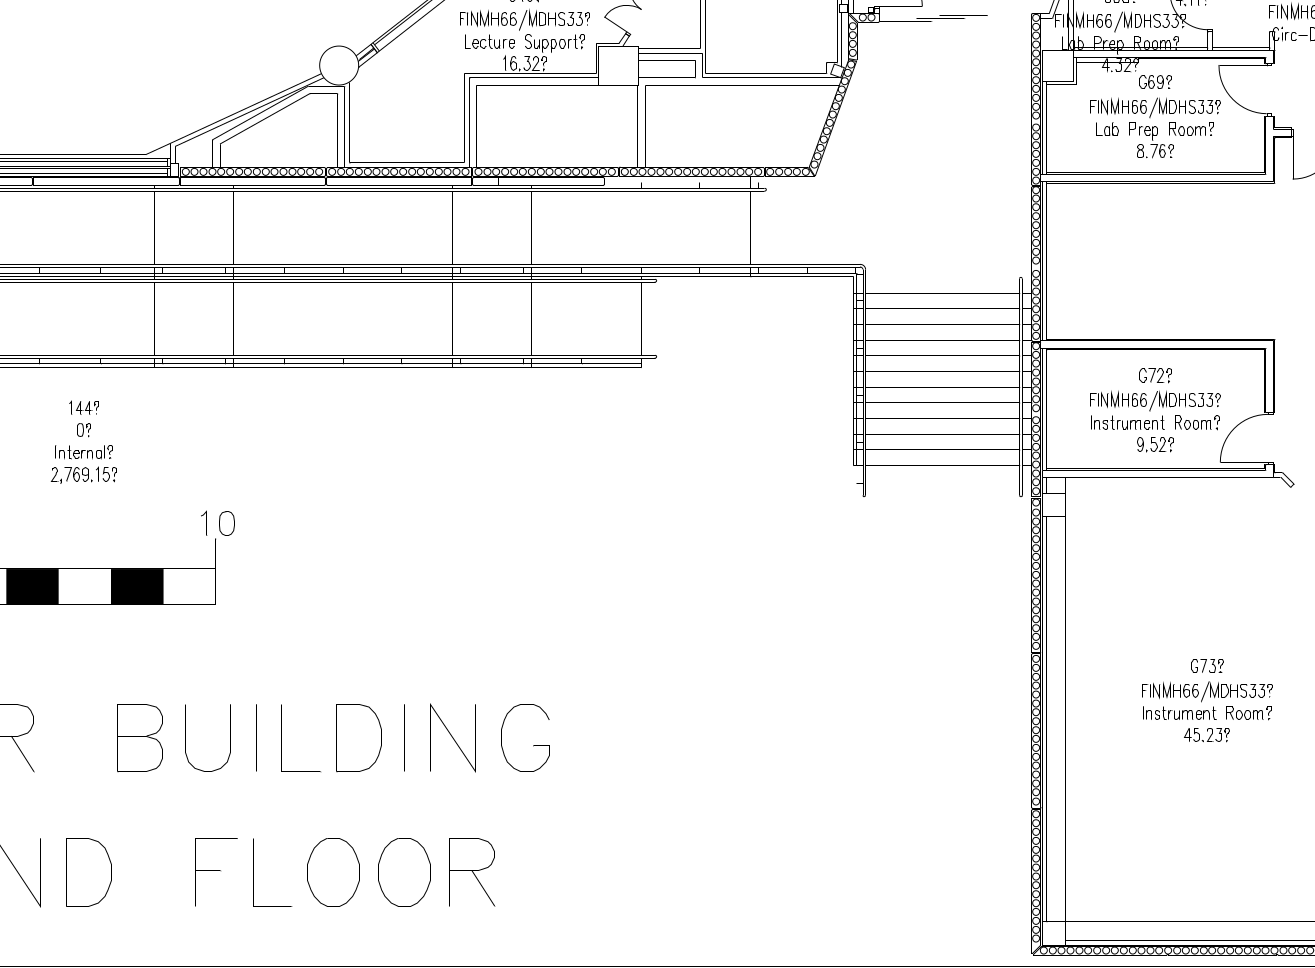 FINMH66/MDHS33?
Lecture Support?
16.32?
FINMH66/MDHS33?
Lab Prep Room?
4.32?
G69?
FINMH66/MDHS33?
Lab Prep Room?
8.76?
G72?
FINMH66/MDHS33?
Instrument Room?
9.52?
144?
0?
Internal?
2,769.15?
10
G73?
FINMH66/MDHS33?
Instrument Room?
45.23?
R BUILDING
ND FLOOR